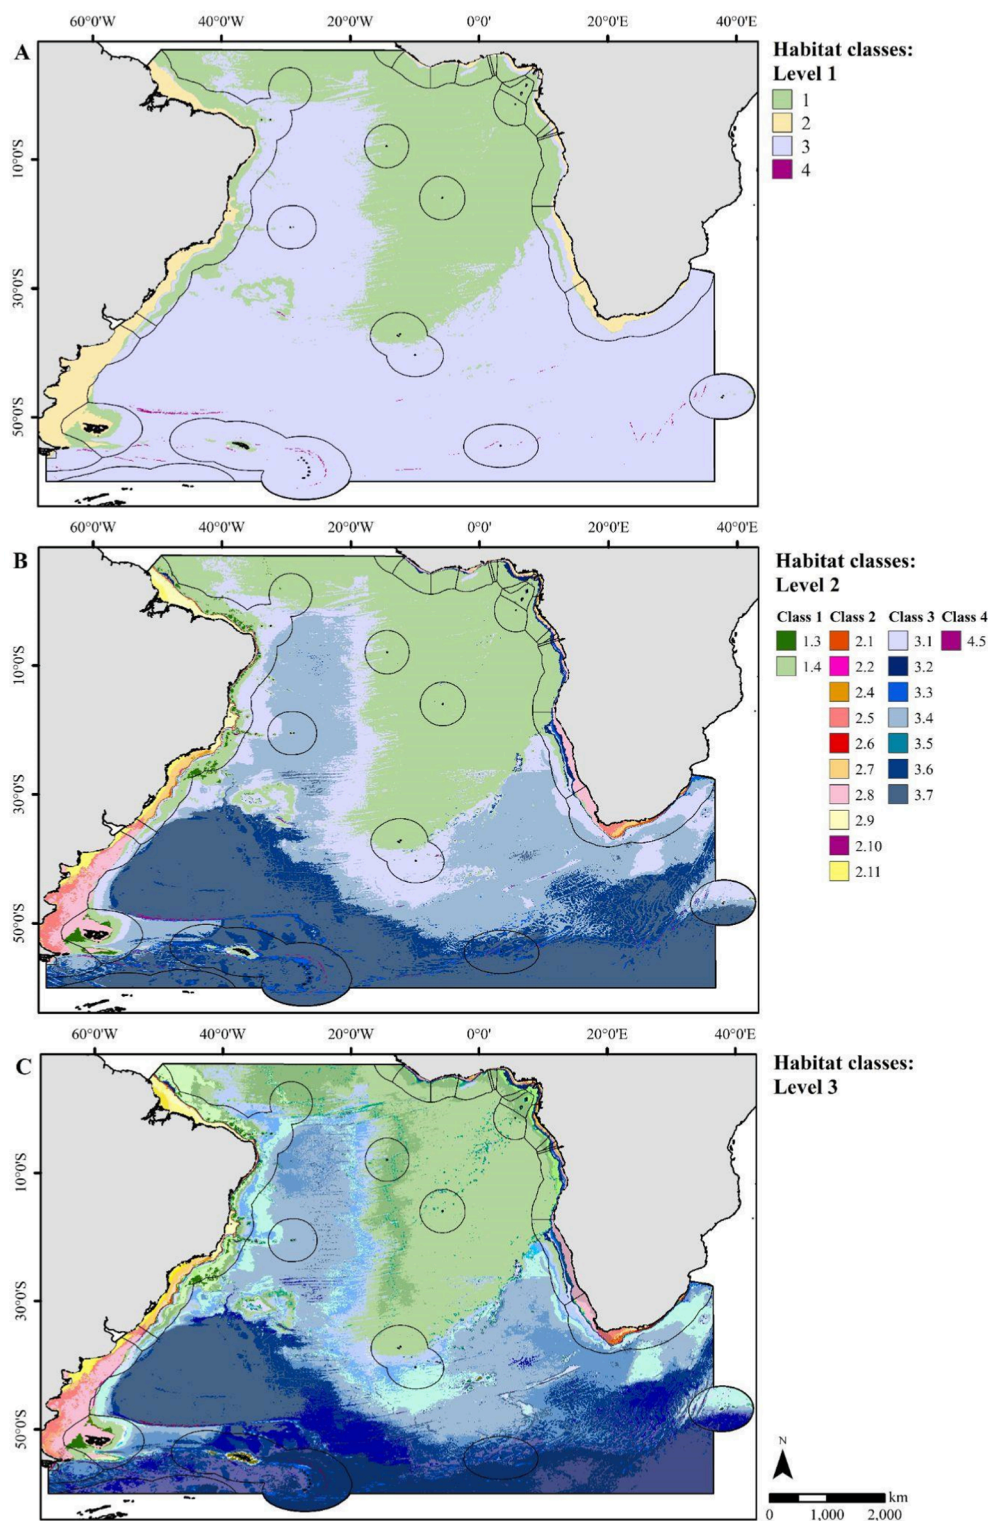 60°0'W 40°0'W 20°0'W 0°0' 20°0'E 40°0'E
A
10°0'S
30°0'S
50°0'S
Habitat classes:
Level 1
1
2
3
4
60°0'W 40°0'W 20°0'W 0°0' 20°0'E 40°0'E
B
10°0'S
30°0'S
50°0'S
Habitat classes:
Level 2
Class 1 Class 2 Class 3 Class 4
1.3 2.1 3.1 4.5
1.4 2.2 3.2
2.4 3.3
2.5 3.4
2.6 3.5
2.7 3.6
2.8 3.7
2.9
2.10
2.11
60°0'W 40°0'W 20°0'W 0°0' 20°0'E 40°0'E
C
10°0'S
30°0'S
50°0'S
Habitat classes:
Level 3
N
km
0 1,000 2,000